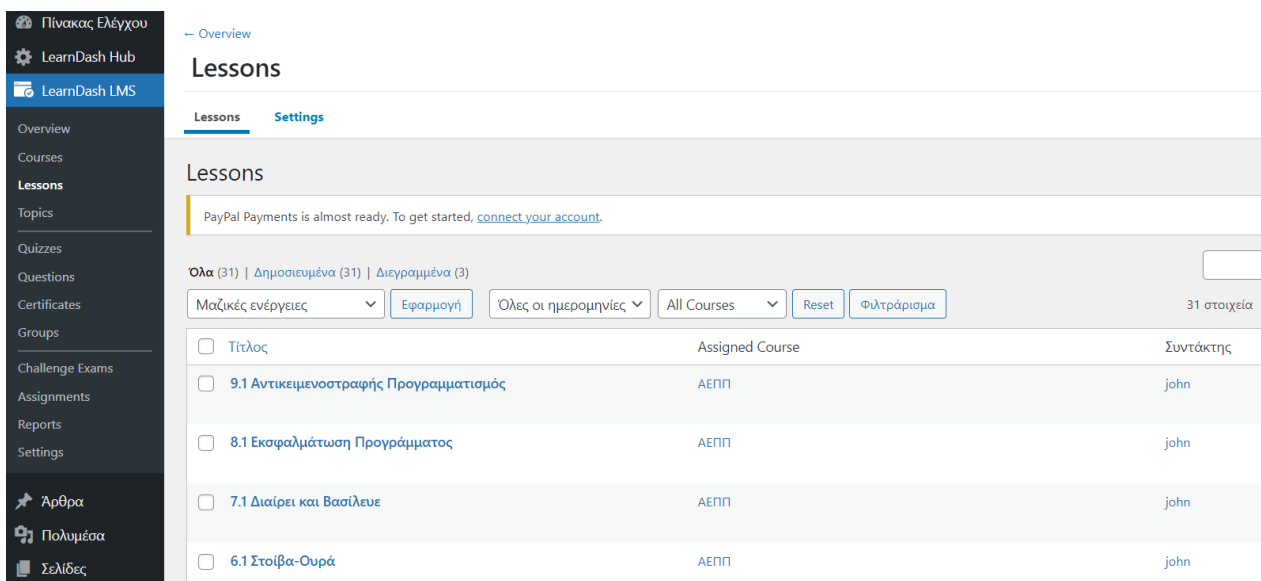 Πίνακας Ελέγχου
LearnDash Hub
LearnDash LMS
Overview
Courses
Lessons
Topics
Quizzes
Questions
Certificates
Groups
Challenge Exams
Assignments
Reports
Settings
Άρθρα
Πολυμέσα
Σελίδες
← Overview
Lessons
Lessons Settings
Lessons
PayPal Payments is almost ready. To get started, connect your account.
Όλα (31) | Δημοσιευμένα (31) | Διεγραμμένα (3)
Μαζικές ενέργειες Εφαρμογή Όλες οι ημερομηνίες All Courses Reset Φιλτράρισμα 31 στοιχεία
Τίτλος Assigned Course Συντάκτης
9.1 Αντικειμενοστραφής Προγραμματισμός ΑΕΠΠ john
8.1 Εκσφαλμάτωση Προγράμματος ΑΕΠΠ john
7.1 Διαίρει και Βασίλευε ΑΕΠΠ john
6.1 Στοίβα-Ουρά ΑΕΠΠ john